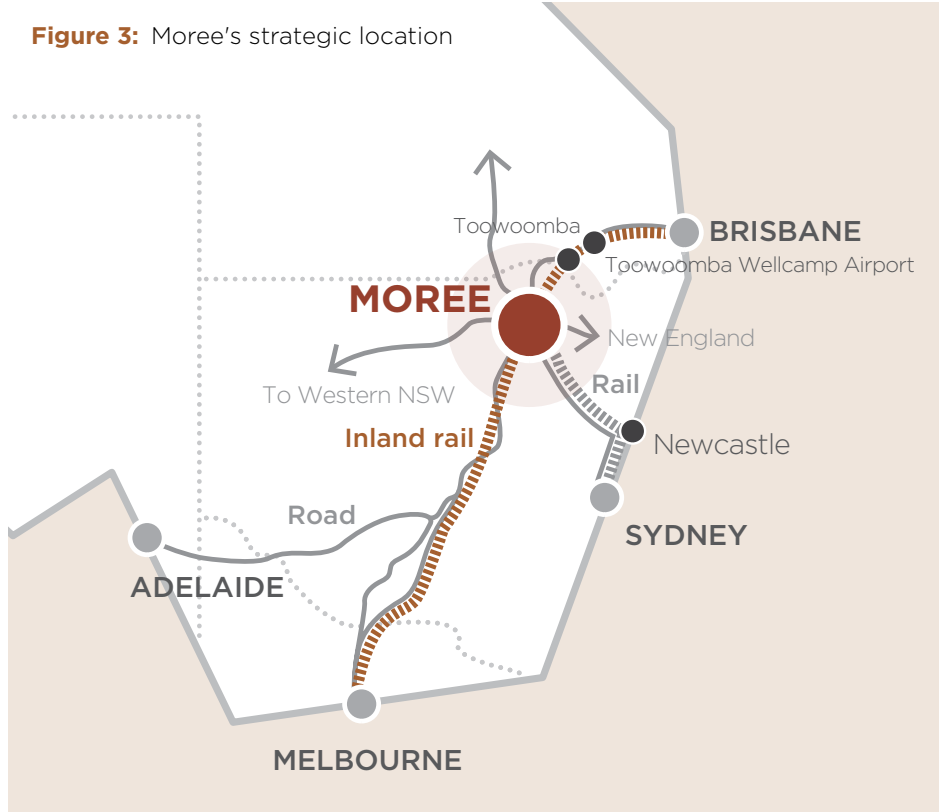 Figure 3: Moree's strategic location
Toowoomba
BRISBANE
Toowoomba Wellcamp Airport
MOREE
New England
To Western NSW
Rail
Inland rail
Newcastle
Road
SYDNEY
ADELAIDE
MELBOURNE